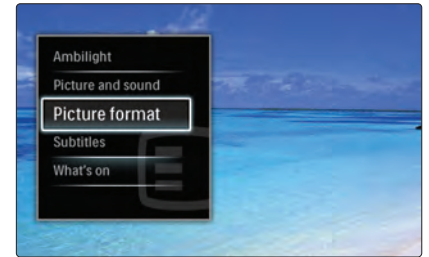 Ambilight
Picture and sound
Picture format
Subtitles
What's on